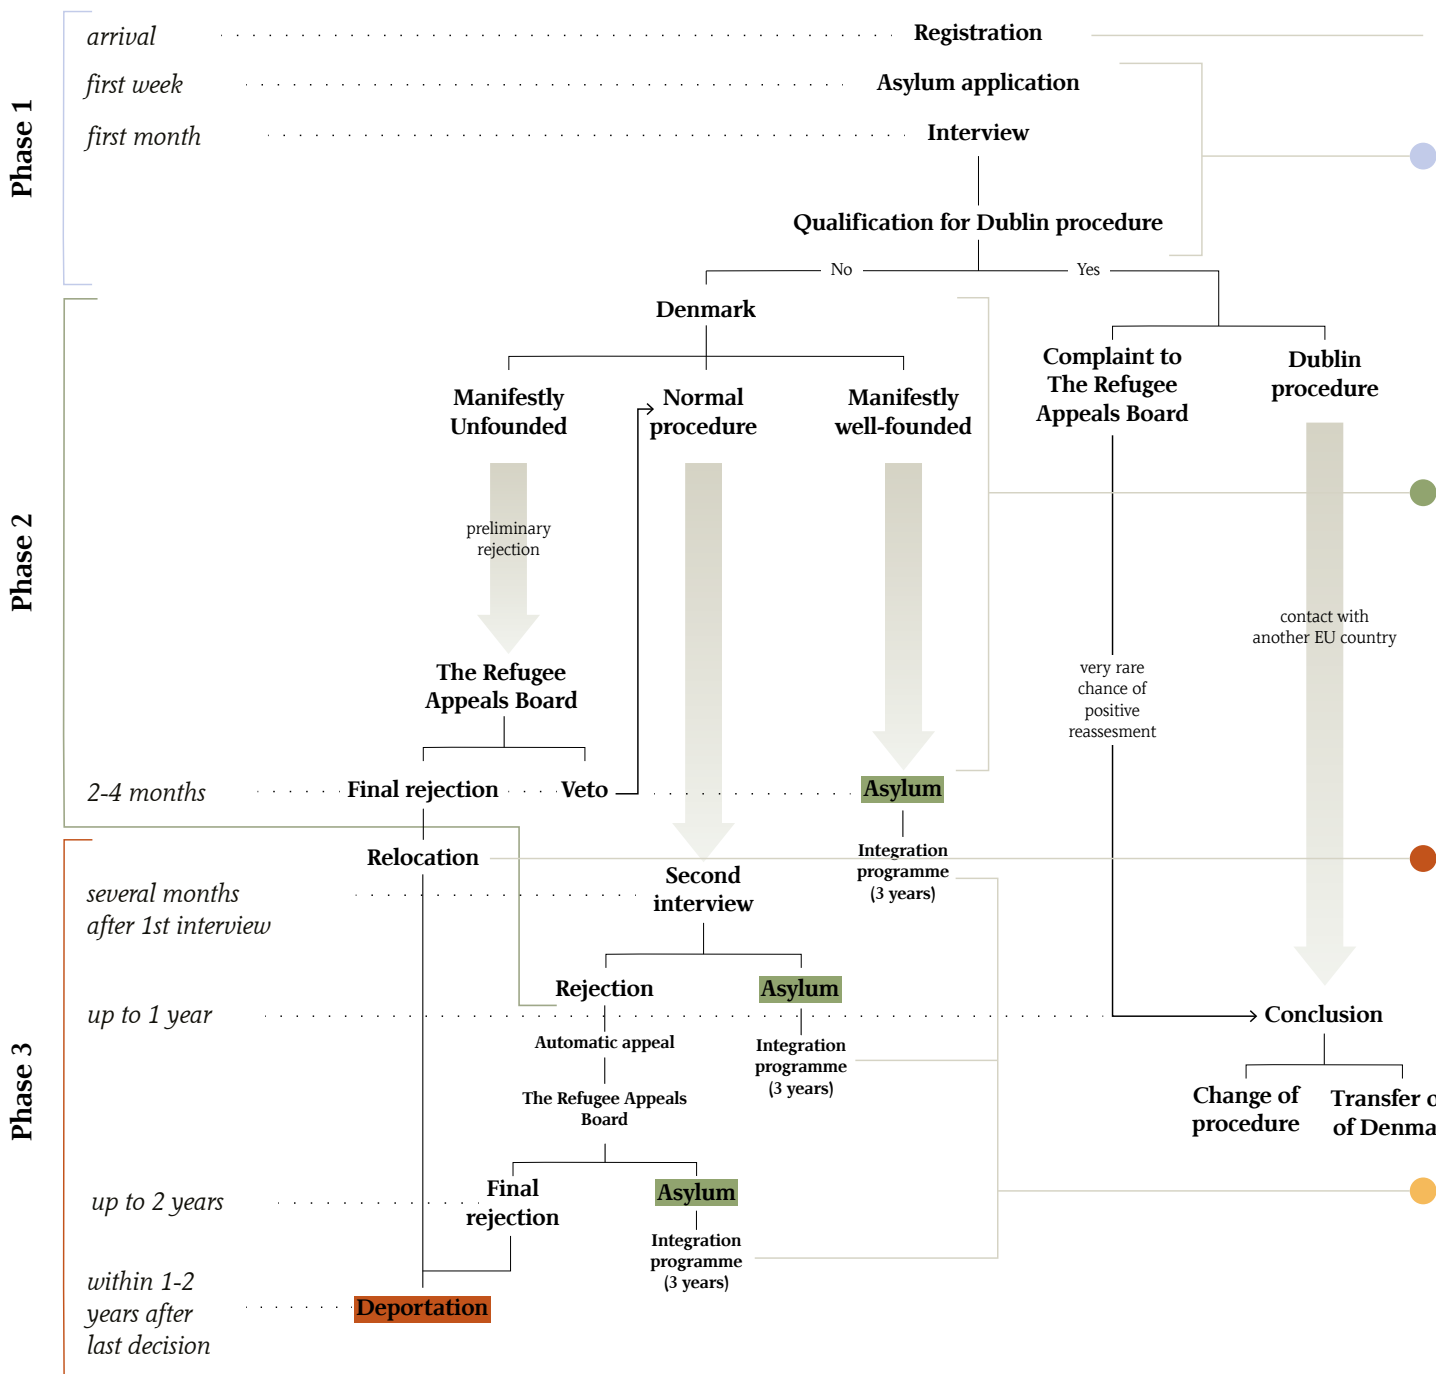 Phase 1
arrival
Registration
first week
Asylum application
first month
Interview
Qualification for Dublin procedure
No
Yes
Phase 2
Denmark
Manifestly
Unfounded
Normal
procedure
Manifestly
well-founded
Complaint to
The Refugee
Appeals Board
Dublin
procedure
preliminary
rejection
contact with
another EU country
The Refugee
Appeals Board
very rare
chance of
positive
reassesment
2-4 months
Final rejection
Veto
Asylum
Integration
programme
(3 years)
Phase 3
Relocation
several months
after 1st interview
Second
interview
Rejection
Asylum
up to 1 year
Conclusion
Automatic appeal
Integration
programme
(3 years)
The Refugee Appeals
Board
Change of
procedure
Transfer
of
up to 2 years
Final
rejection
Asylum
Integration
programme
(3 years)
within 1-2
years after
last decision
Deportation